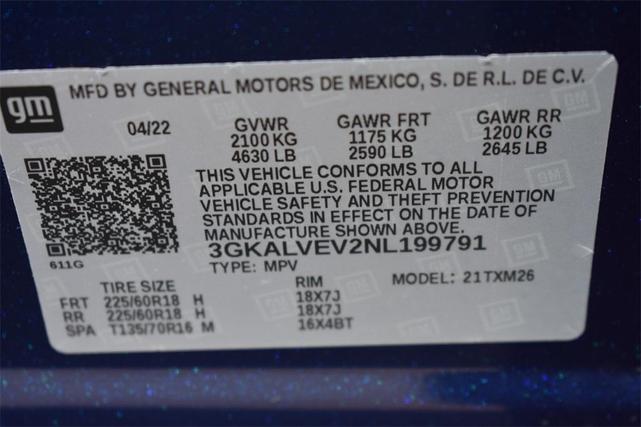 gm
MFD BY GENERAL MOTORS DE MEXICO, S. DE R.L. DE C.V.
04/22 GVWR GAWR FRT GAWR RR
2100 KG 1175 KG 1200 KG
4630 LB 2590 LB 2645 LB
THIS VEHICLE CONFORMS TO ALL
APPLICABLE U.S. FEDERAL MOTOR
VEHICLE SAFETY AND THEFT PREVENTION
STANDARDS IN EFFECT ON THE DATE OF
MANUFACTURE SHOWN ABOVE.
3GKALVEV2NL199791
611G
TYPE: MPV MODEL: 21TXM26
TIRE SIZE RIM
FRT 225/60R18 H 18X7J
RR 225/60R18 H 18X7J
SPA T135/70R16 M 16X4BT